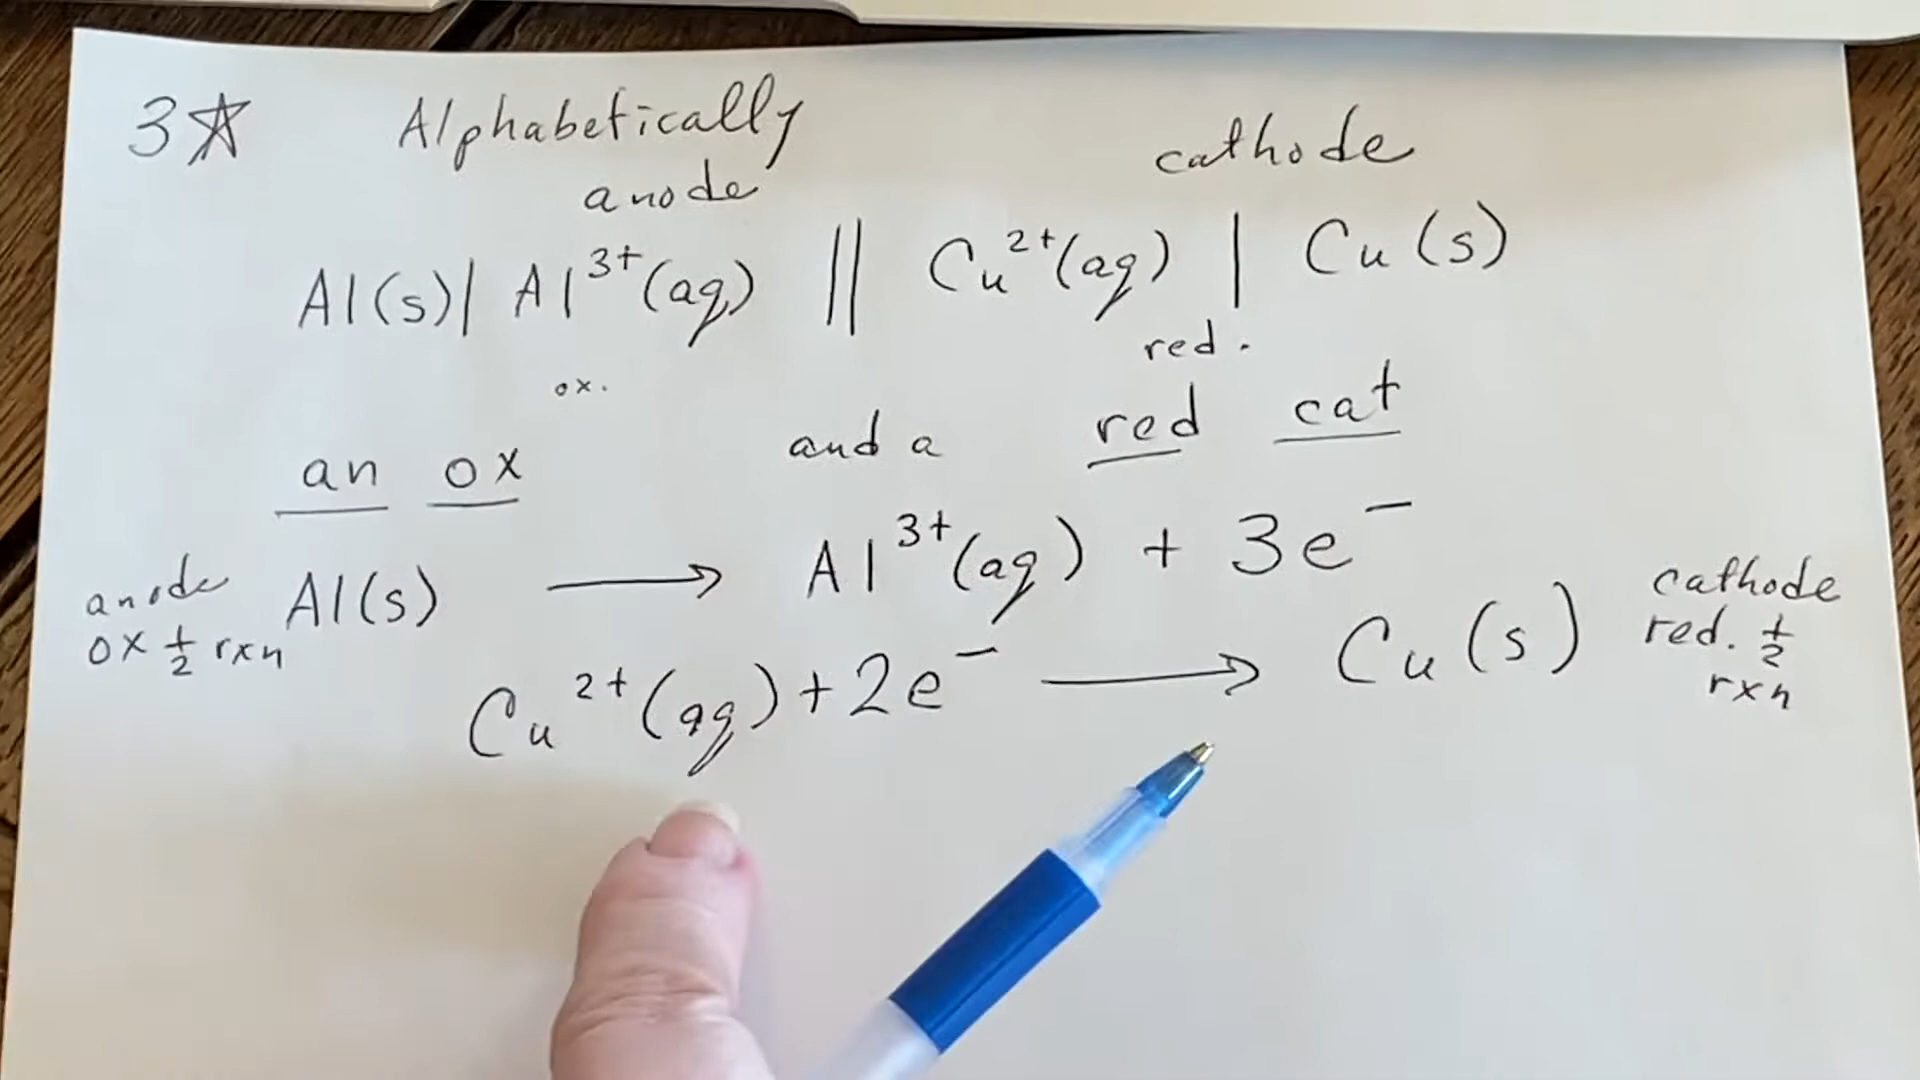 3☆ Alphabetically
anode cathode
Al(s)| Al³⁺(aq) || Cu²⁺(aq) | Cu(s)
ox. red.
an ox and a red cat
anode ox ½ rxn Al(s) ⟶ Al³⁺(aq) + 3e⁻
Cu²⁺(aq) + 2e⁻ ⟶ Cu(s) cathode red. ½ rxn